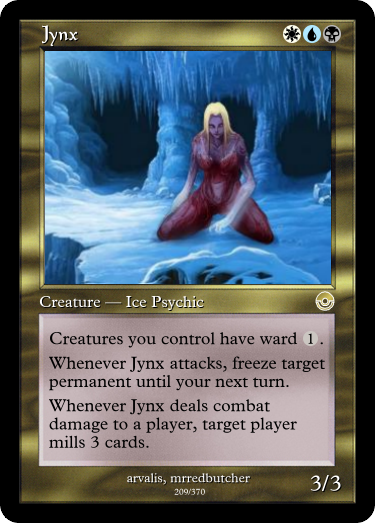 Jynx
Creature — Ice Psychic
Creatures you control have ward 1.
Whenever Jynx attacks, freeze target
permanent until your next turn.
Whenever Jynx deals combat
damage to a player, target player
mills 3 cards.
arvalis, mrredbutcher
209/370
3/3